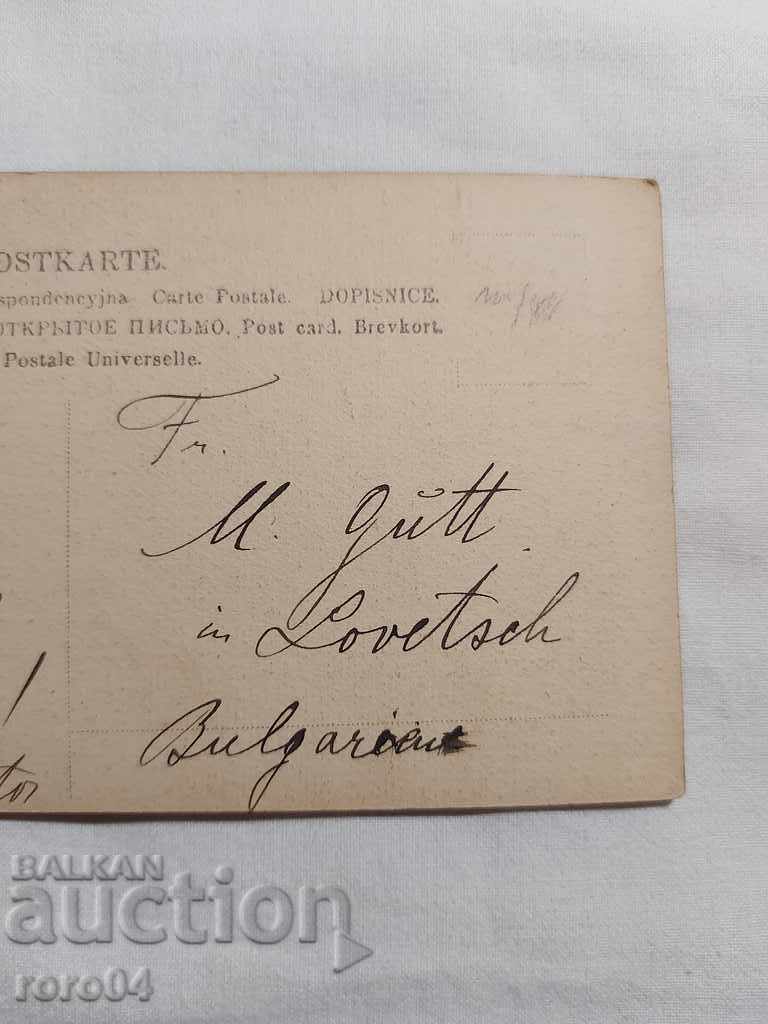 OSTKARTE.
spondencyjna Carte Postale. DOPISNICE.
ОТКРЫТОЕ ПИСЬМО. Post card. Brevkort.
Postale Universelle.
Fr.
M. Gütt
in Lovetsch
Bulgarien
!
tor
BALKAN
auction
roro04